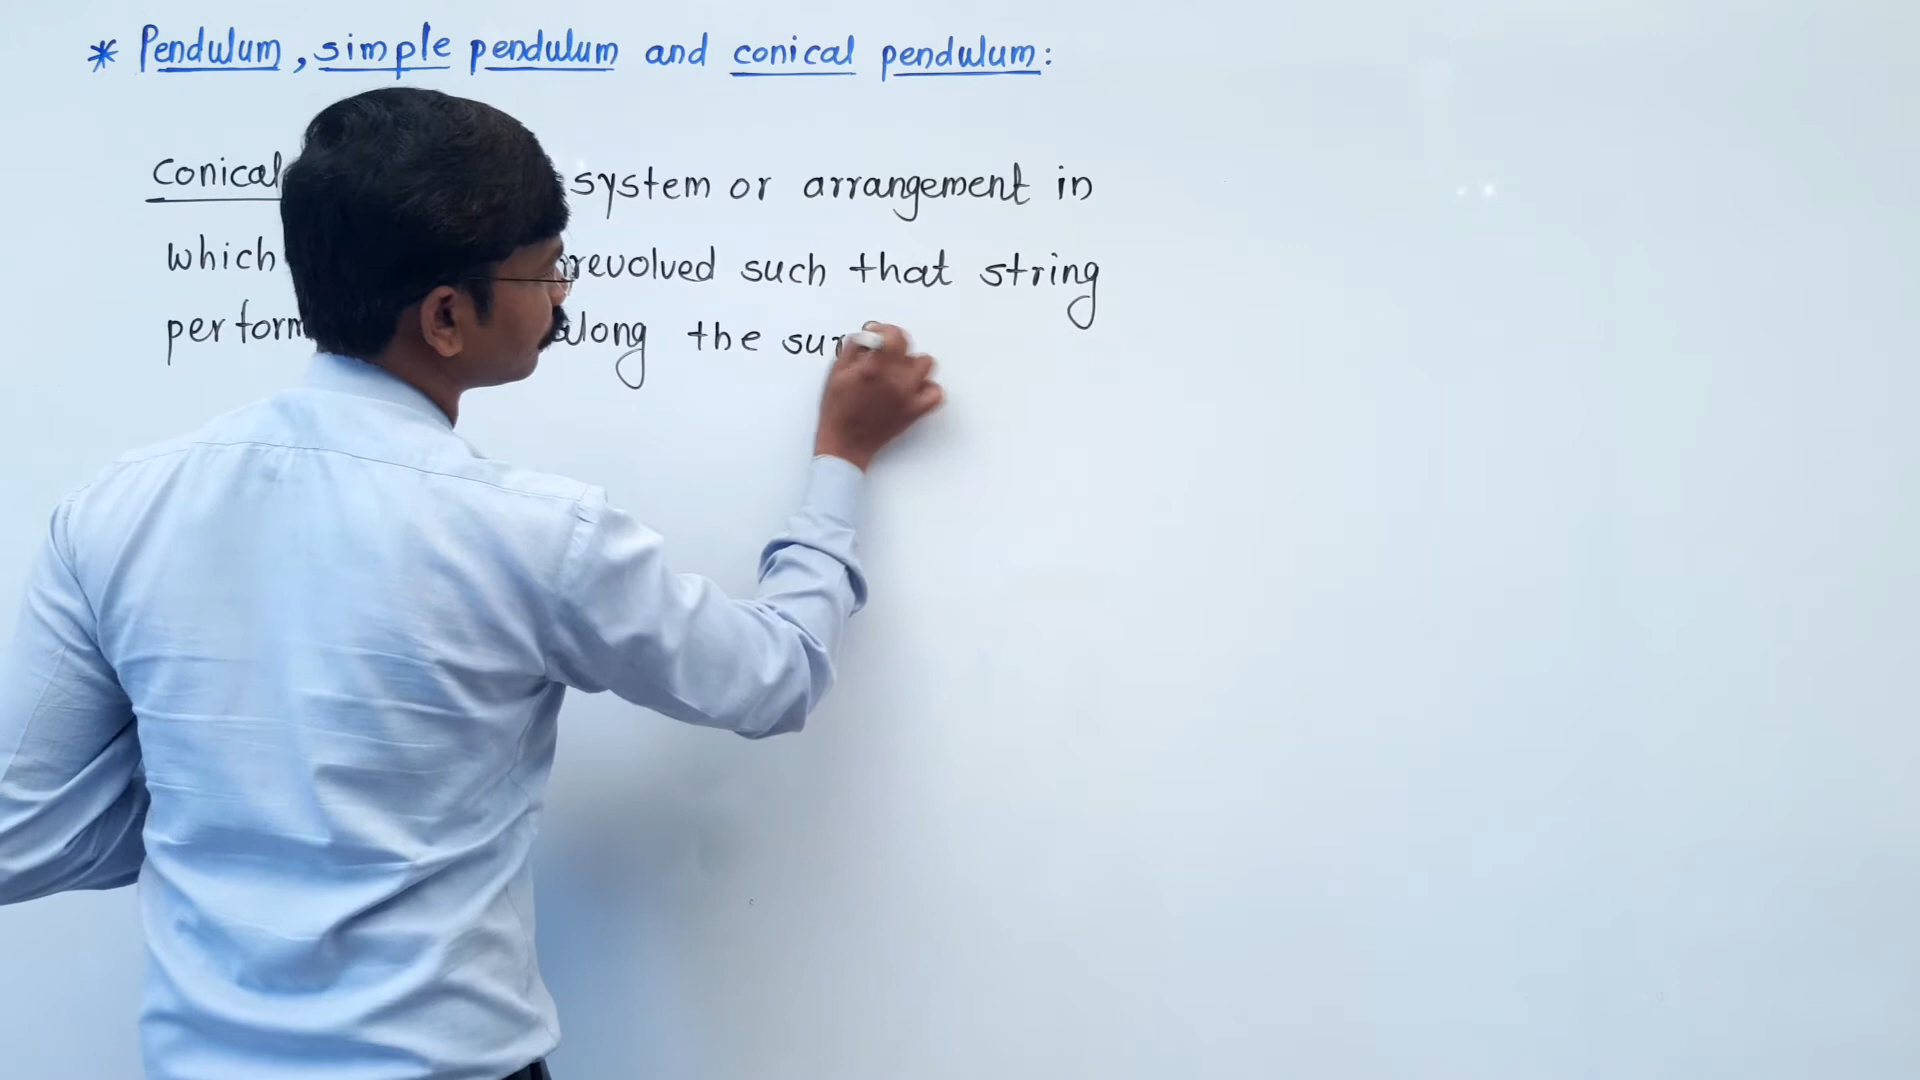 * Pendulum, simple pendulum and conical pendulum:
conical system or arrangement in
which revolved such that string
perform along the sur